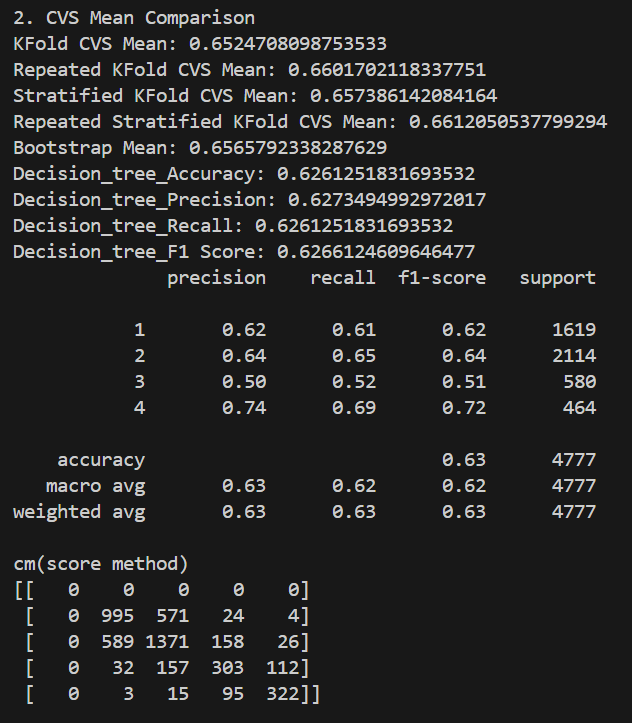 2. CVS Mean Comparison
KFold CVS Mean: 0.6524708098753533
Repeated KFold CVS Mean: 0.6601702118337751
Stratified KFold CVS Mean: 0.657386142084164
Repeated Stratified KFold CVS Mean: 0.6612050537799294
Bootstrap Mean: 0.6565792338287629
Decision_tree_Accuracy: 0.6261251831693532
Decision_tree_Precision: 0.6273494992972017
Decision_tree_Recall: 0.6261251831693532
Decision_tree_F1 Score: 0.6266124609646477
              precision    recall  f1-score   support

           1       0.62      0.61      0.62      1619
           2       0.64      0.65      0.64      2114
           3       0.50      0.52      0.51       580
           4       0.74      0.69      0.72       464

    accuracy                           0.63      4777
   macro avg       0.63      0.62      0.62      4777
weighted avg       0.63      0.63      0.63      4777

cm(score method)
[[   0    0    0    0    0]
 [   0  995  571   24    4]
 [   0  589 1371  158   26]
 [   0   32  157  303  112]
 [   0    3   15   95  322]]